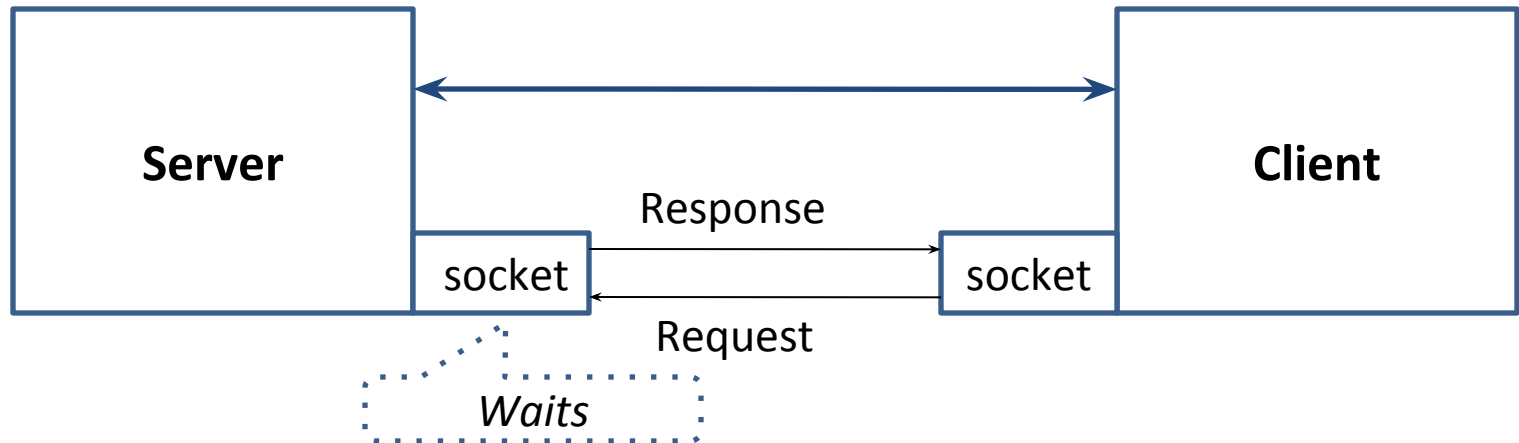 Server
Client
Response
socket
socket
Request
Waits